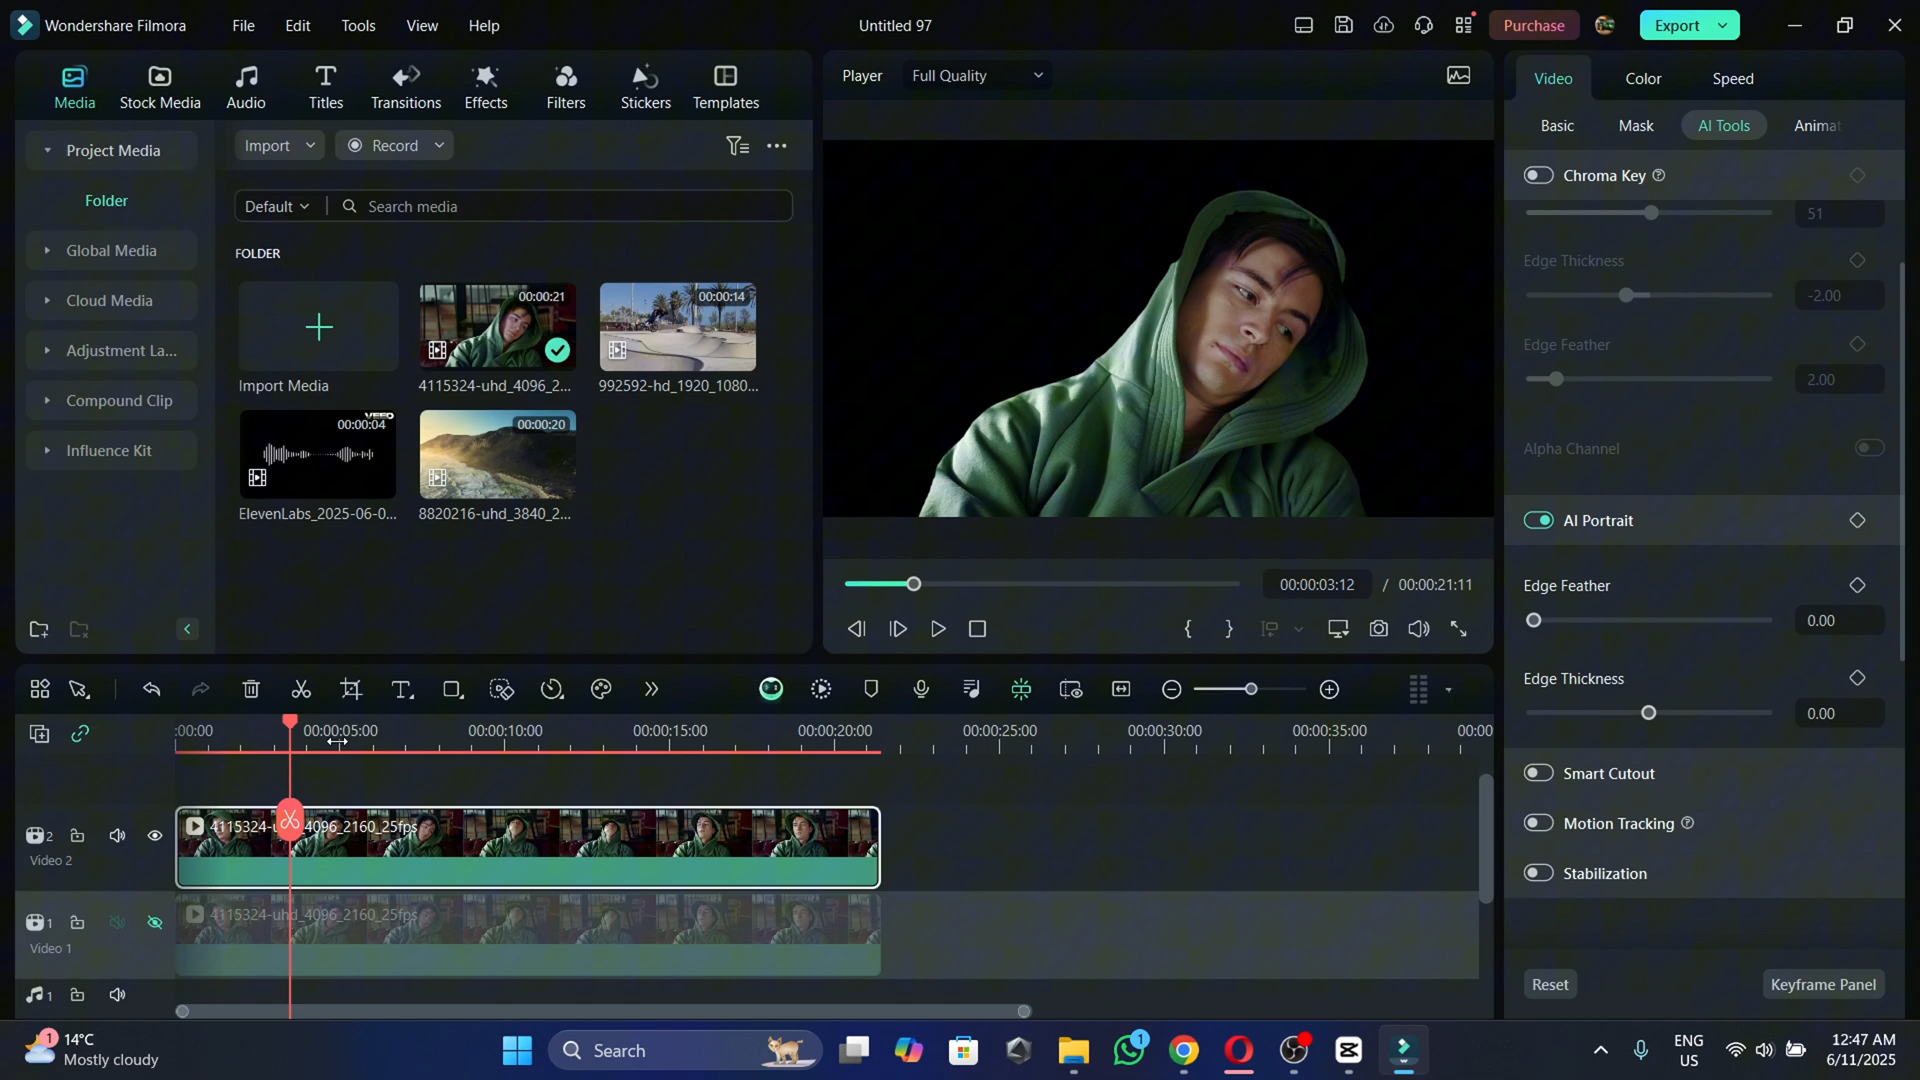 Wondershare Filmora
File
Edit
Tools
View
Help
Untitled 97
Purchase
Export
Media
Stock Media
Audio
Titles
Transitions
Effects
Filters
Stickers
Templates
Player
Full Quality
Video
Color
Speed
Basic
Mask
AI Tools
Animat
Project Media
Folder
Global Media
Cloud Media
Adjustment La...
Compound Clip
Influence Kit
Import
Record
Default
Search media
FOLDER
Import Media
00:00:21
4115324-uhd_4096_2...
00:00:14
992592-hd_1920_1080...
VEED
00:00:04
ElevenLabs_2025-06-0...
00:00:20
8820216-uhd_3840_2...
00:00:03:12 / 00:00:21:11
Chroma Key
51
Edge Thickness
-2.00
Edge Feather
2.00
Alpha Channel
AI Portrait
Edge Feather
0.00
Edge Thickness
0.00
Smart Cutout
Motion Tracking
Stabilization
Reset
Keyframe Panel
:00:00
00:00:05:00
00:00:10:00
00:00:15:00
00:00:20:00
00:00:25:00
00:00:30:00
00:00:35:00
00:00
2
Video 2
4115324-u 4096_2160_25fps
1
Video 1
4115324-uhd_4096_2160_25fps
1
1
14°C
Mostly cloudy
Search
1
ENG
US
12:47 AM
6/11/2025